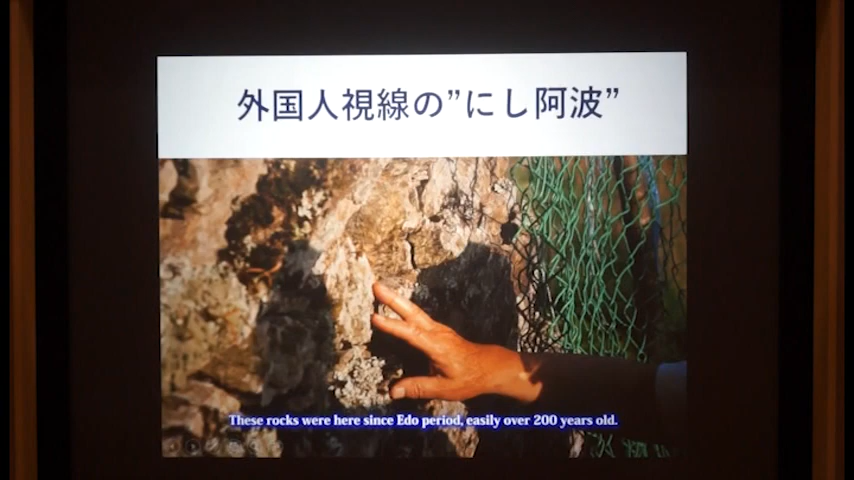 外国人視線の”にし阿波”
These rocks were here since Edo period, easily over 200 years old.